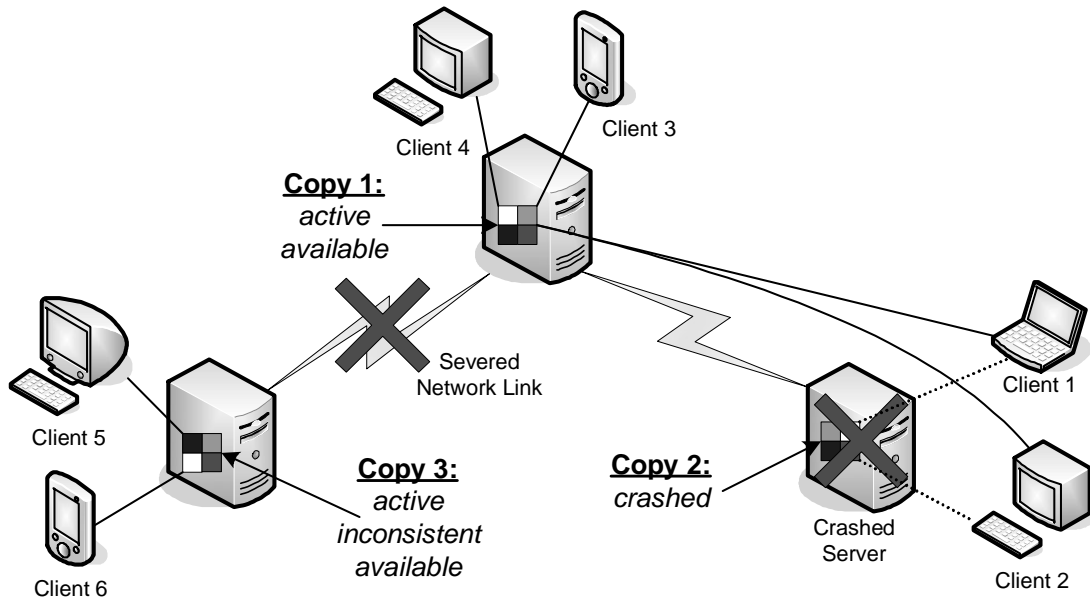 Client 4
Client 3
Copy 1:
active
available
Severed
Network Link
Client 1
Client 5
Copy 3:
active
inconsistent
available
Copy 2:
crashed
Crashed
Server
Client 6
Client 2